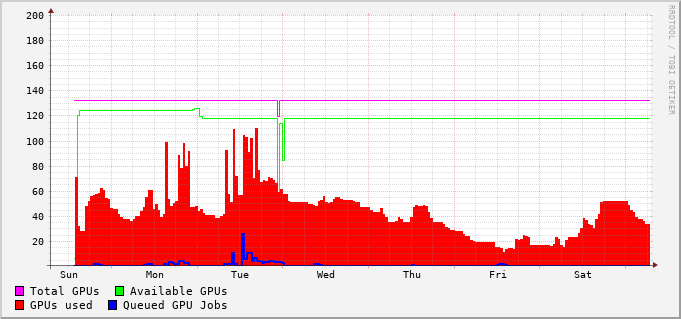 200
180
160
140
120
100
80
60
40
20
Sun Mon Tue Wed Thu Fri Sat
RRDTOOL / TOBI OETIKER
Total GPUs Available GPUs
GPUs used Queued GPU Jobs